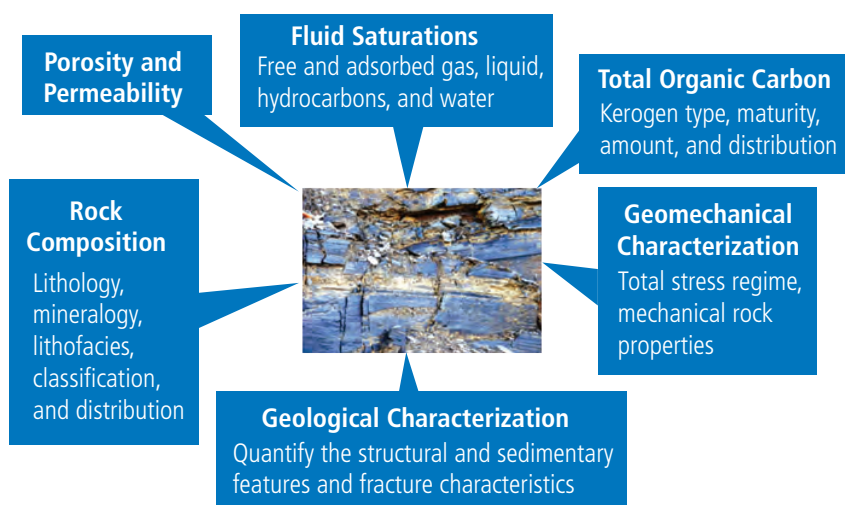 Porosity and
Permeability
Fluid Saturations
Free and adsorbed gas, liquid,
hydrocarbons, and water
Total Organic Carbon
Kerogen type, maturity,
amount, and distribution
Rock
Composition
Lithology,
mineralogy,
lithofacies,
classification,
and distribution
Geomechanical
Characterization
Total stress regime,
mechanical rock
properties
Geological Characterization
Quantify the structural and sedimentary
features and fracture characteristics